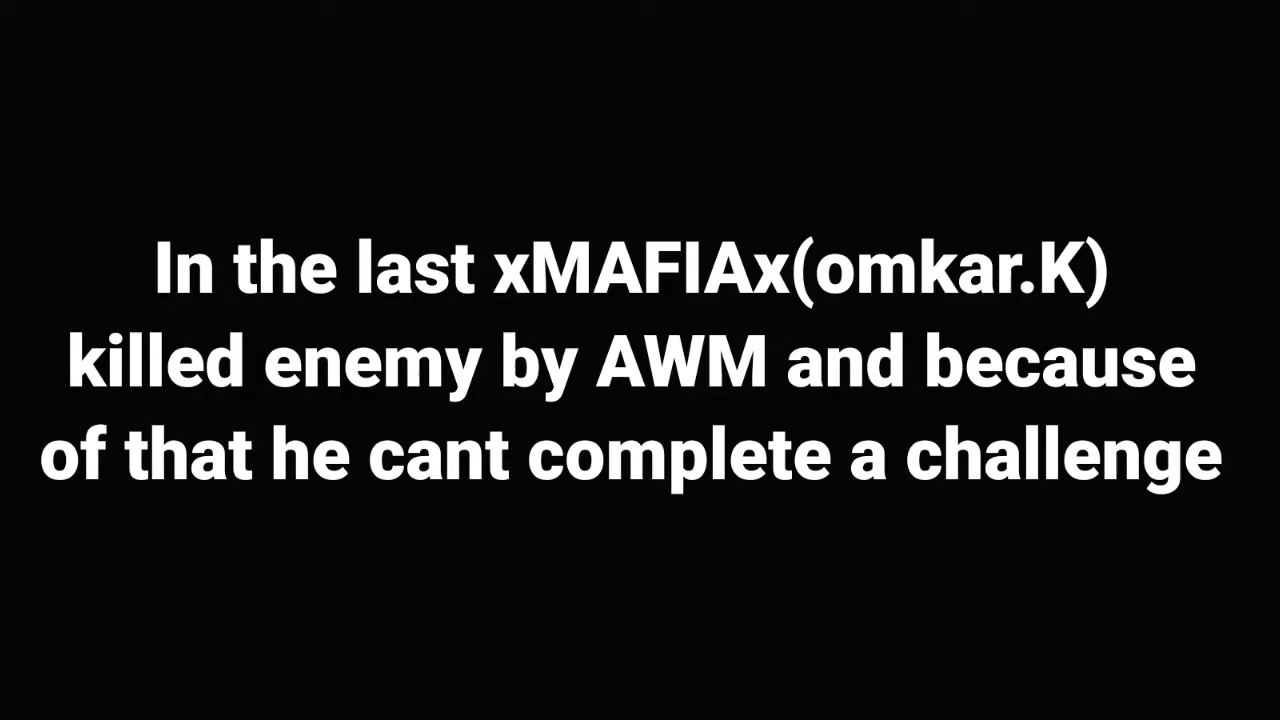 In the last xMAFIAx(omkar.K)
killed enemy by AWM and because
of that he cant complete a challenge